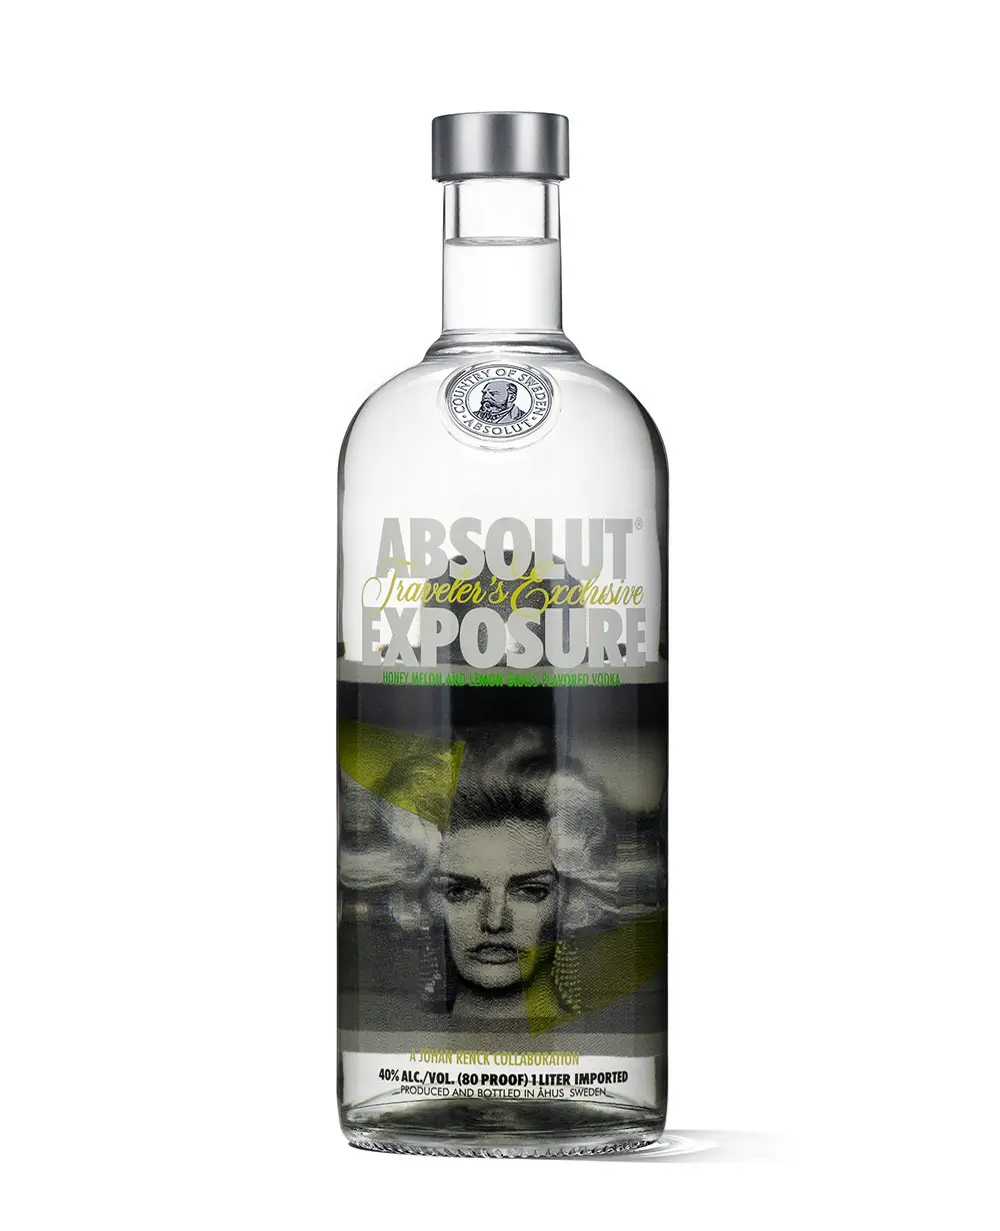 COUNTRY OF SWEDEN
ABSOLUT
ABSOLUT®
Traveler's Exclusive
EXPOSURE
HONEY MELON AND LEMON GRASS FLAVORED VODKA
A JOHAN RENCK COLLABORATION
40% ALC./VOL. (80 PROOF) 1 LITER IMPORTED
PRODUCED AND BOTTLED IN ÅHUS SWEDEN